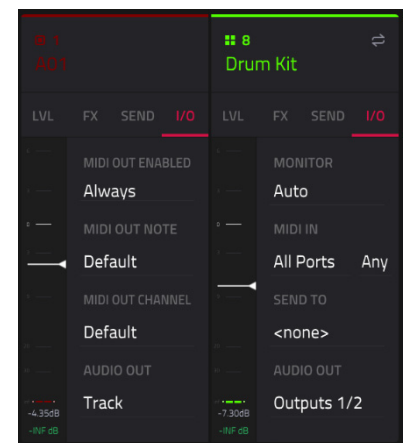 1
A01
LVL FX SEND I/O
MIDI OUT ENABLED
Always
MIDI OUT NOTE
Default
MIDI OUT CHANNEL
Default
AUDIO OUT
Track
-4.35dB
-INF dB
8
Drum Kit
LVL FX SEND I/O
MONITOR
Auto
MIDI IN
All Ports Any
SEND TO
<none>
AUDIO OUT
Outputs 1/2
-7.30dB
-INF dB